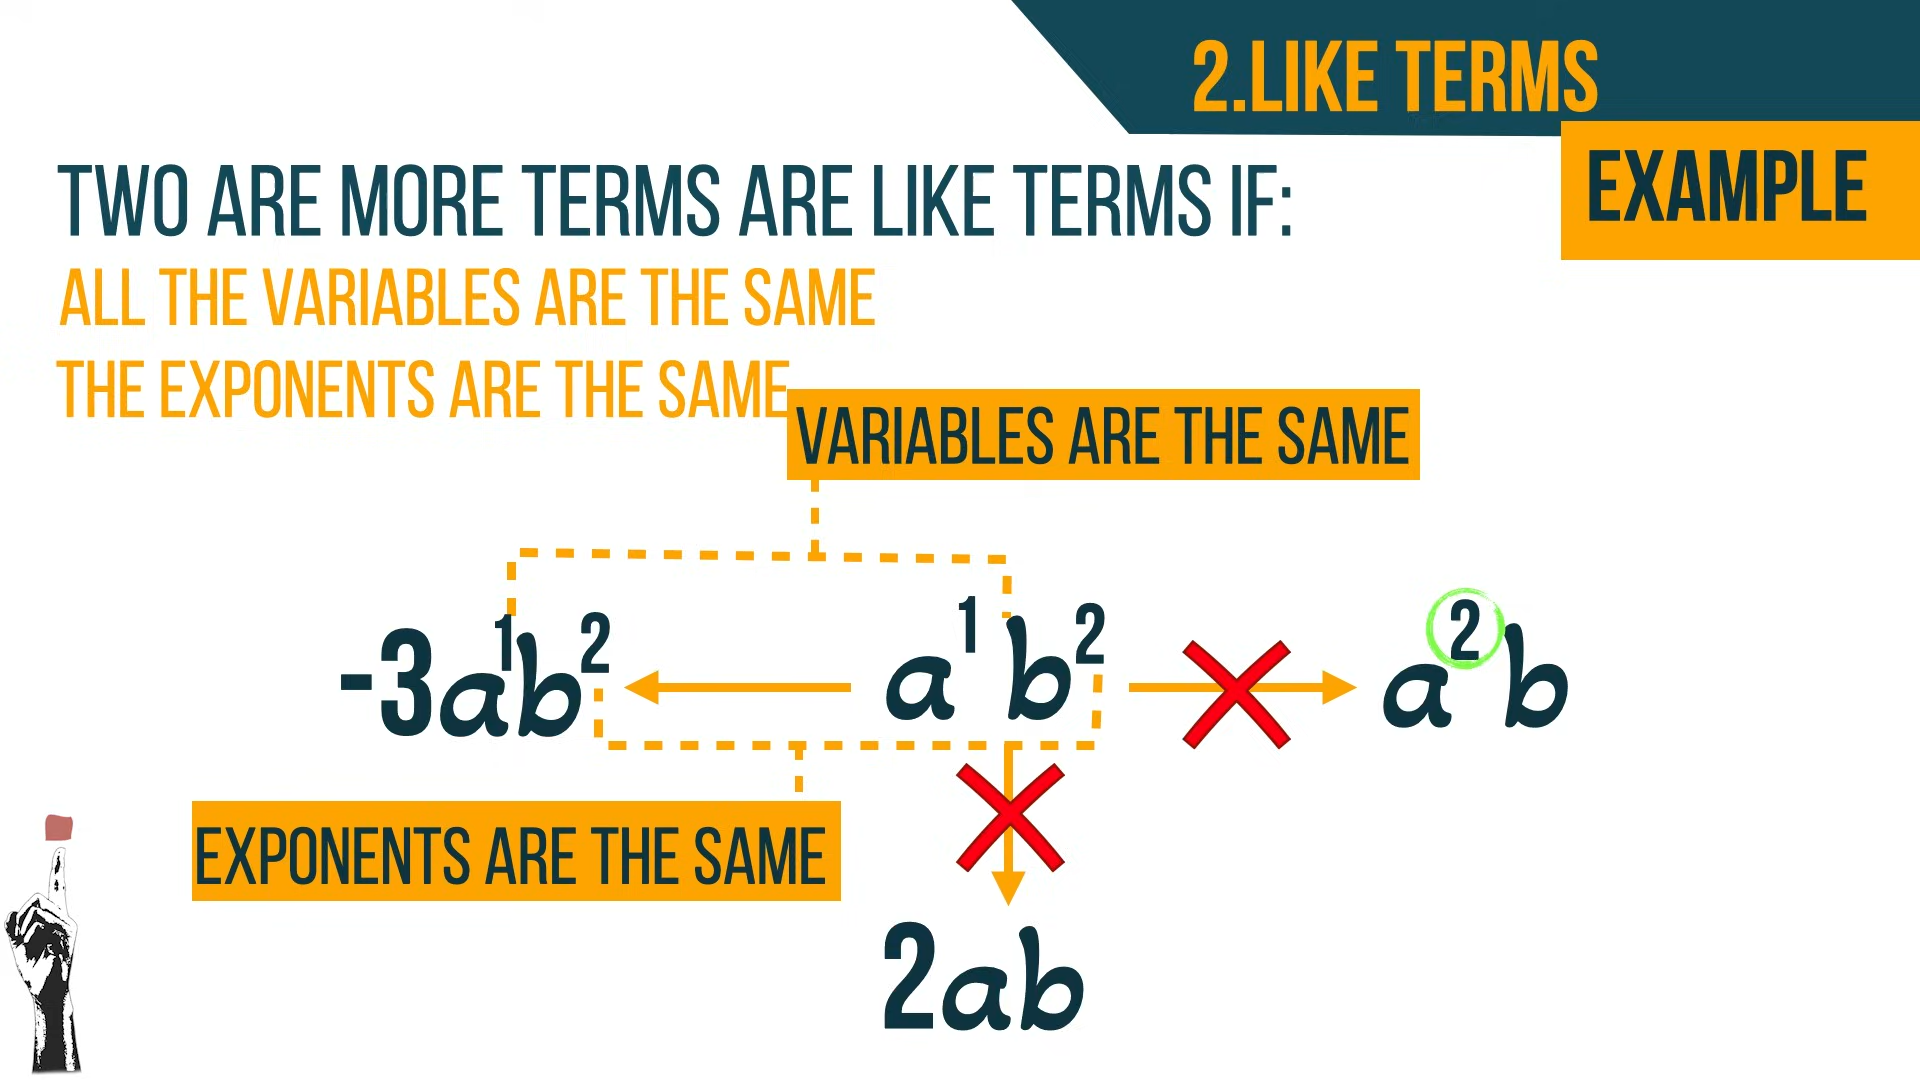 2.LIKE TERMS
EXAMPLE
TWO ARE MORE TERMS ARE LIKE TERMS IF:
ALL THE VARIABLES ARE THE SAME
THE EXPONENTS ARE THE SAME
VARIABLES ARE THE SAME
-3a¹b² a¹b² a²b
EXPONENTS ARE THE SAME
2ab